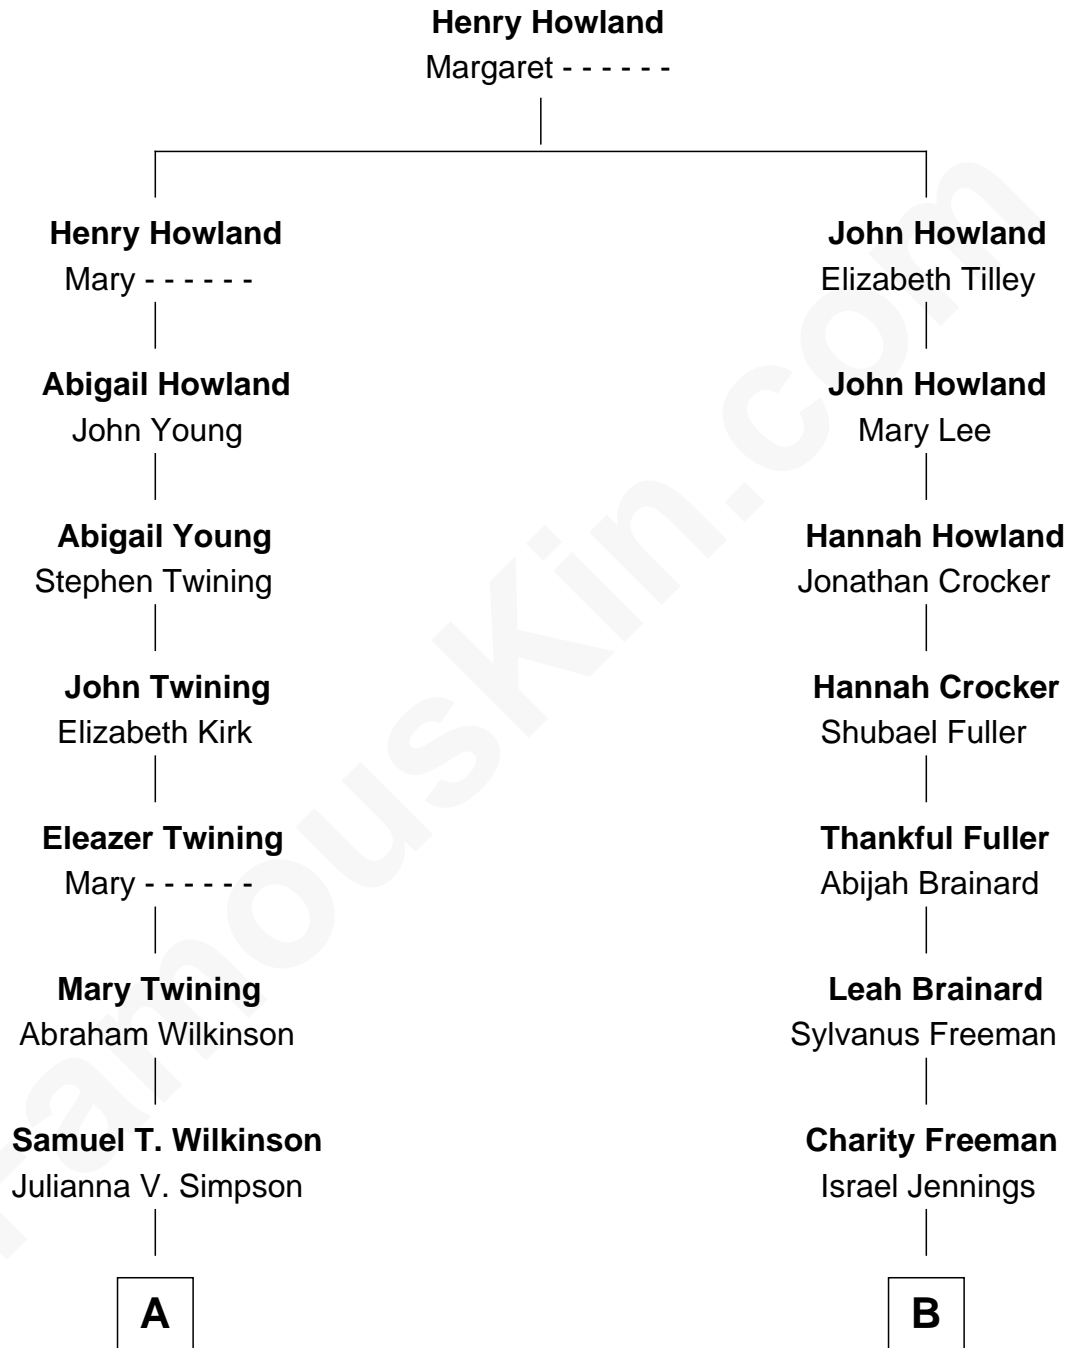 Henry Howland
Margaret - - - - - -
Henry Howland
Mary - - - - - -
John Howland
Elizabeth Tilley
Abigail Howland
John Young
John Howland
Mary Lee
Abigail Young
Stephen Twining
Hannah Howland
Jonathan Crocker
John Twining
Elizabeth Kirk
Hannah Crocker
Shubael Fuller
Eleazer Twining
Mary - - - - - -
Thankful Fuller
Abijah Brainard
Mary Twining
Abraham Wilkinson
Leah Brainard
Sylvanus Freeman
Samuel T. Wilkinson
Julianna V. Simpson
Charity Freeman
Israel Jennings
A
B
FamousKin.com